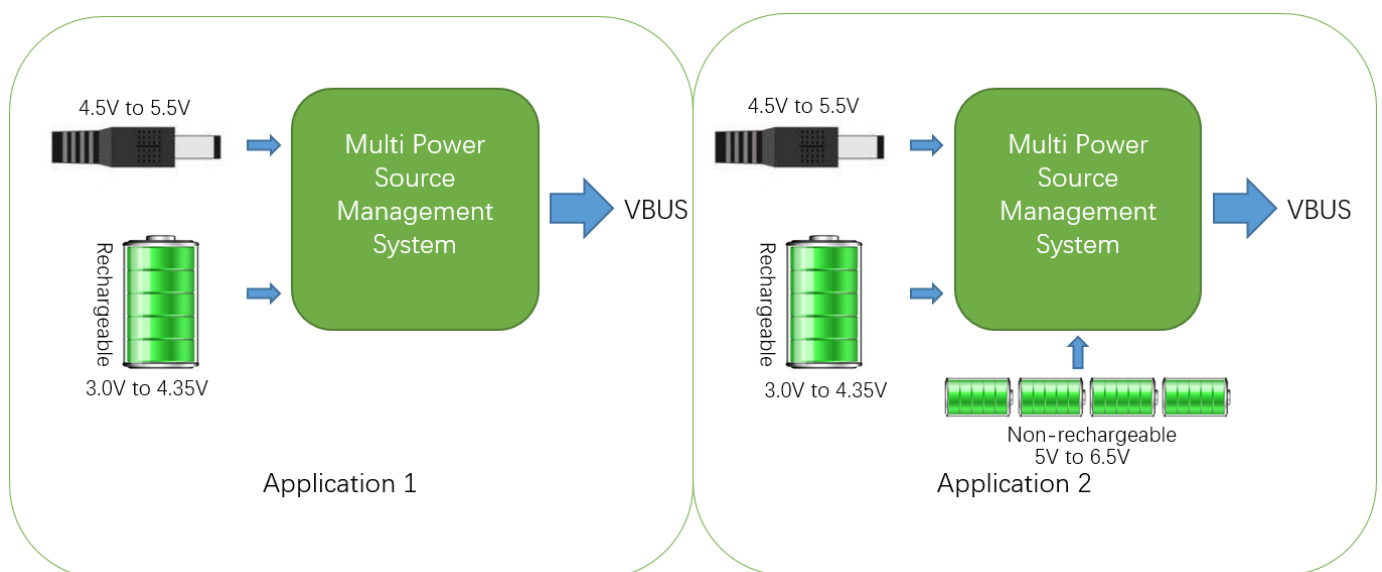 4.5V to 5.5V
Multi Power
Source
Management
System
VBUS
Rechargeable
3.0V to 4.35V
Application 1
4.5V to 5.5V
Multi Power
Source
Management
System
VBUS
Rechargeable
3.0V to 4.35V
Non-rechargeable
5V to 6.5V
Application 2